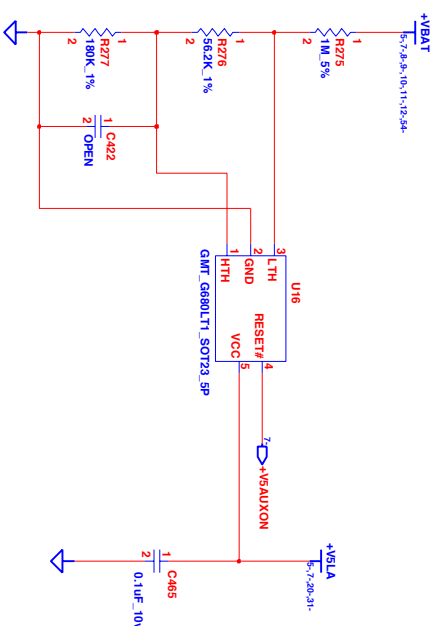 +VBAT
5-,7-,8-,9-,10-,11-,12-,54-
1
R275
2
1M_5%
1
R276
2
56.2K_1%
1
R277
2
180K_1%
1
C422
2
OPEN
U16
3
LTH
2
GND
1
HTH
RESET#
4
VCC
5
GMT_G680LT1_SOT23_5P
7-
+V5AUXON
+V5LA
5-,7-,20-,31-
1
C465
2
0.1uF_10v